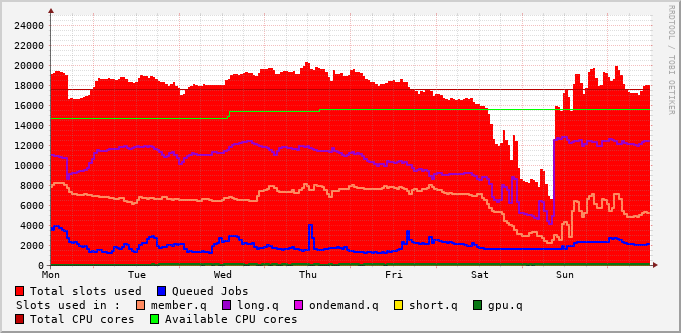 RRDTOOL / TOBI OETIKER
24000
22000
20000
18000
16000
14000
12000
10000
8000
6000
4000
2000
0
Mon Tue Wed Thu Fri Sat Sun
Total slots used Queued Jobs
Slots used in : member.q long.q ondemand.q short.q gpu.q
Total CPU cores Available CPU cores